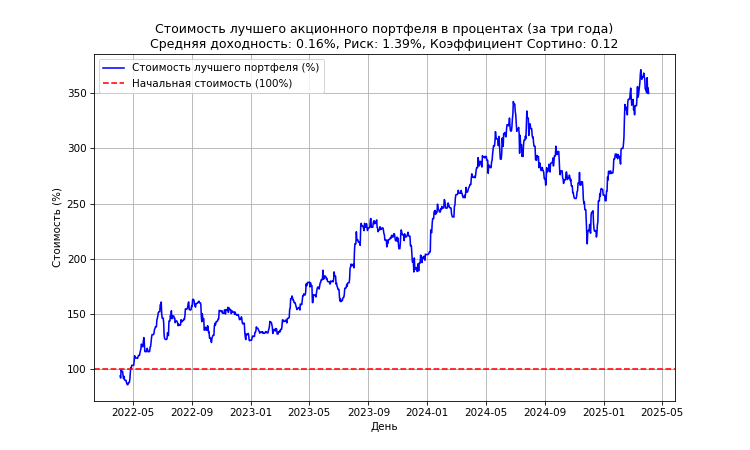 Стоимость лучшего акционного портфеля в процентах (за три года)
Средняя доходность: 0.16%, Риск: 1.39%, Коэффициент Сортино: 0.12
Стоимость лучшего портфеля (%)
Начальная стоимость (100%)
Стоимость (%)
350
300
250
200
150
100
2022-05 2022-09 2023-01 2023-05 2023-09 2024-01 2024-05 2024-09 2025-01 2025-05
День